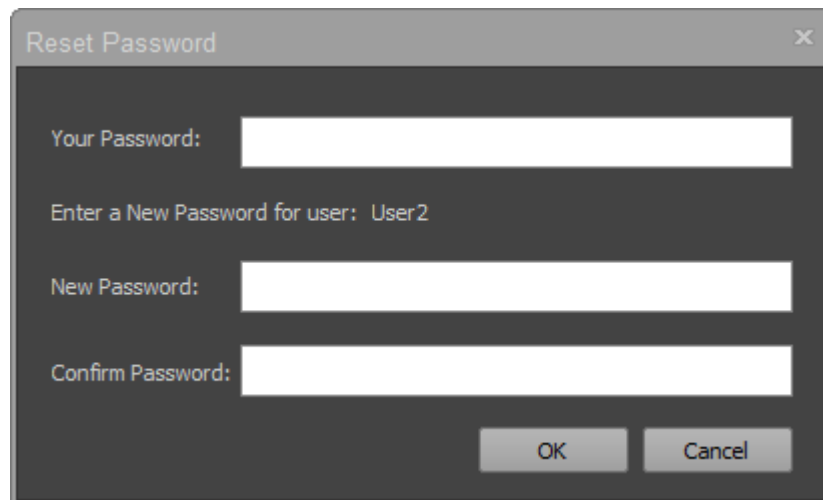 Reset Password
Your Password:
Enter a New Password for user: User2
New Password:
Confirm Password:
OK
Cancel